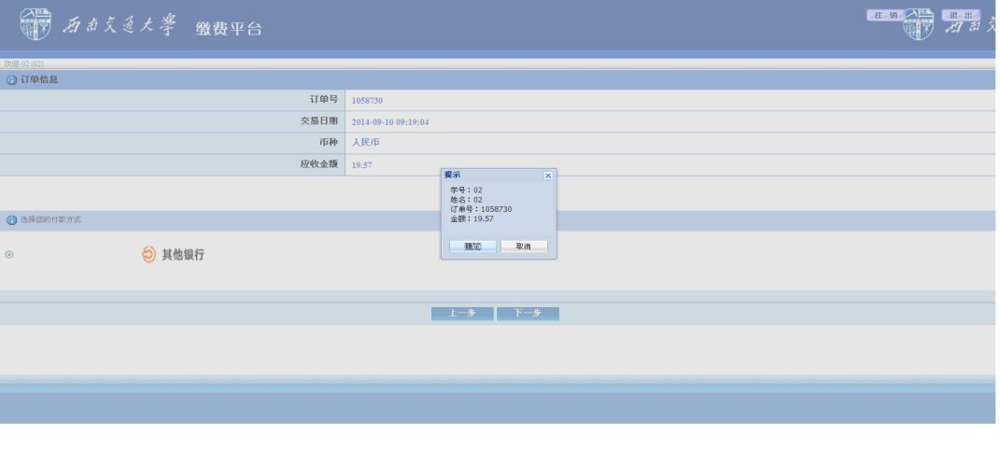 西南交通大学 缴费平台
注 销
退 出
欢迎 02 (02)
订单信息
订单号 1058730
交易日期 2014-09-10 09:19:04
币种 人民币
应收金额 19.57
提示
学号：02
姓名：02
订单号：1058730
金额：19.57
确定 取消
选择您的付款方式
其他银行
上一步 下一步